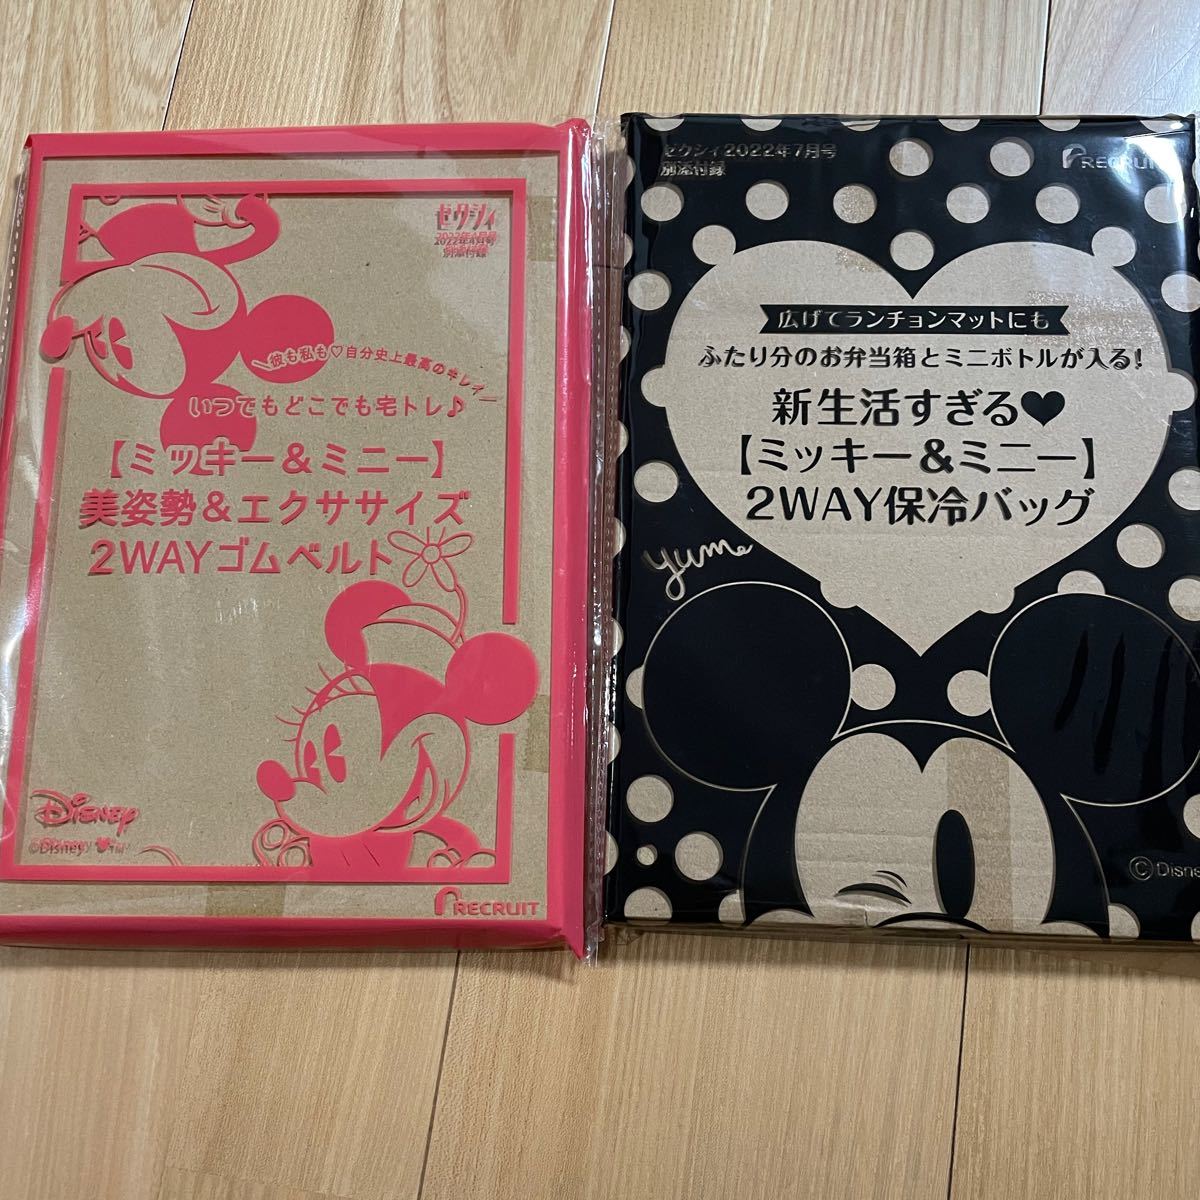 ゼクシィ
2022年4月号
別添付録
＼彼も私も♡自分史上最高のキレイ／
いつでもどこでも宅トレ♪
【ミッキー＆ミニー】
美姿勢＆エクササイズ
2WAYゴムベルト
Disney
©Disney
RECRUIT
ゼクシィ2022年7月号
別添付録
RECRUIT
広げてランチョンマットにも
ふたり分のお弁当箱とミニボトルが入る!
新生活すぎる♥
【ミッキー＆ミニー】
2WAY保冷バッグ
yum
©Disne